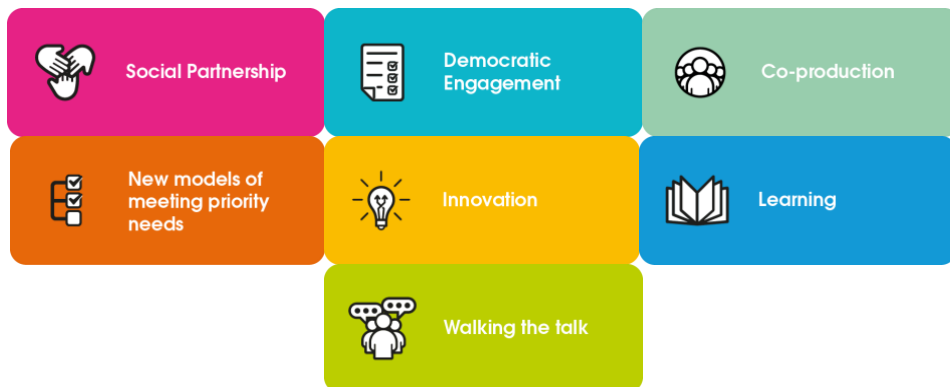 Social Partnership
Democratic
Engagement
Co-production
New models of
meeting priority
needs
Innovation
Learning
Walking the talk